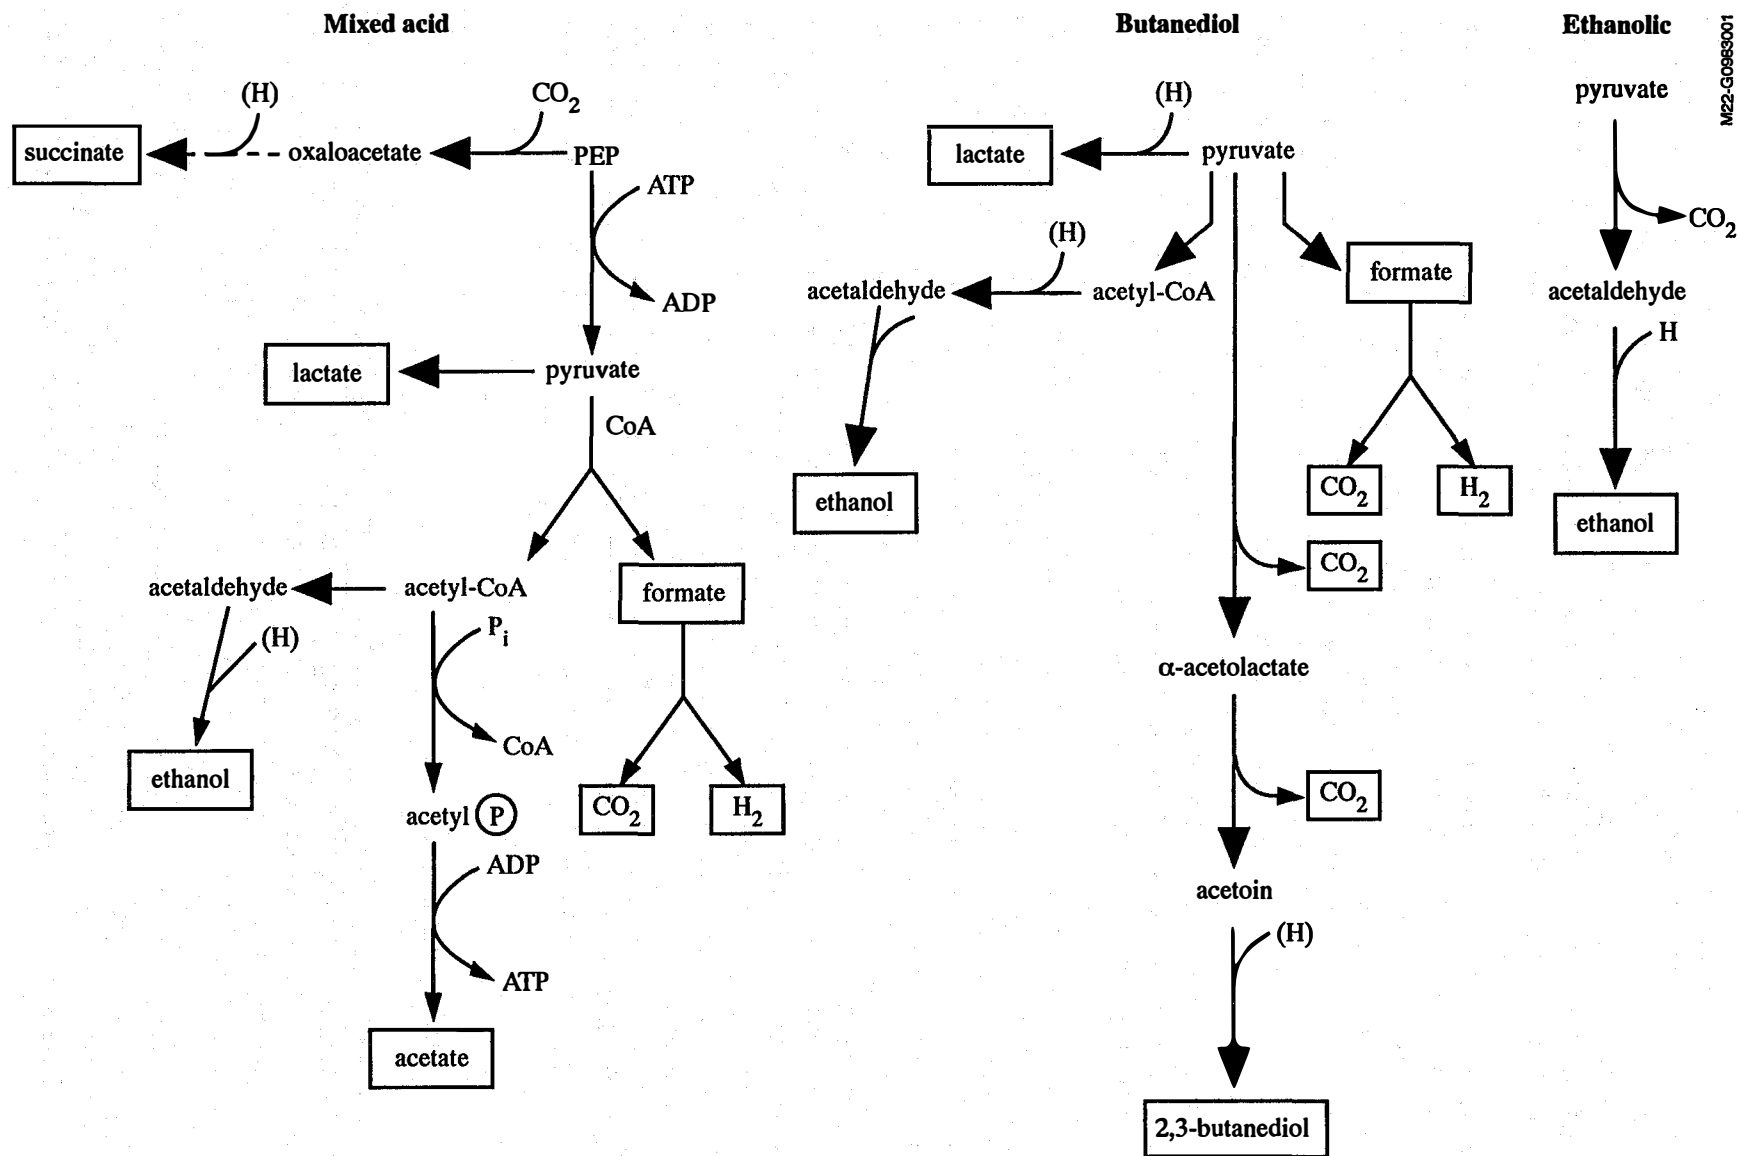 Mixed acid
(H)
CO2
succinate
oxaloacetate
PEP
ATP
ADP
lactate
pyruvate
CoA
acetaldehyde
acetyl-CoA
formate
(H)
Pi
CoA
ethanol
acetyl P
CO2
H2
ADP
ATP
acetate
Butanediol
(H)
lactate
pyruvate
(H)
acetaldehyde
acetyl-CoA
formate
ethanol
CO2
H2
CO2
α-acetolactate
CO2
acetoin
(H)
2,3-butanediol
Ethanolic
pyruvate
CO2
acetaldehyde
H
ethanol
M22-G0983001